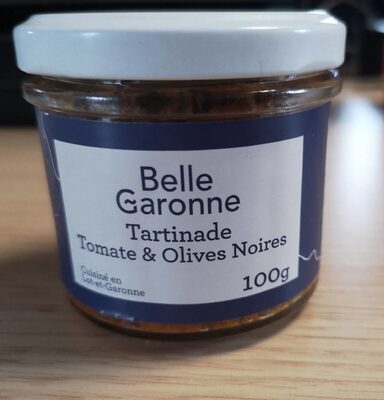 Belle
Garonne
Tartinade
Tomate & Olives Noires
Cuisiné en
Lot-et-Garonne
100g